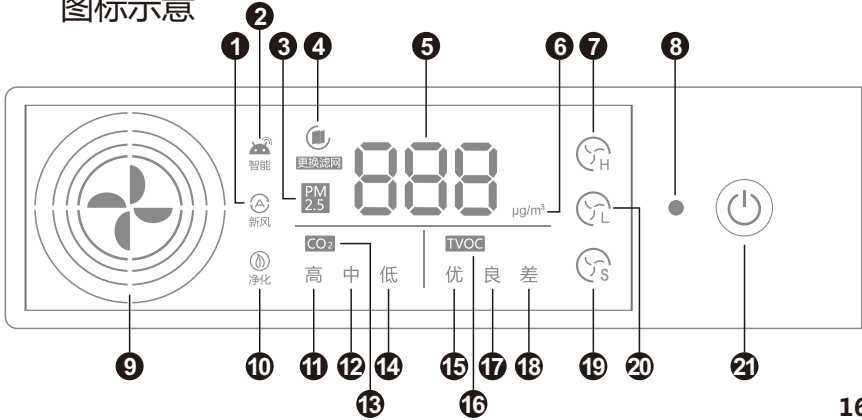 图标示意
2
1 3 4 5 6 7 8
智能
更换滤网
888
H
PM
2.5
μg/m³
新风
L
CO₂
TVOC
净化
高 中 低 优 良 差
S
9 10 11 12 14 15 17 18 19 20 21
13 16
16